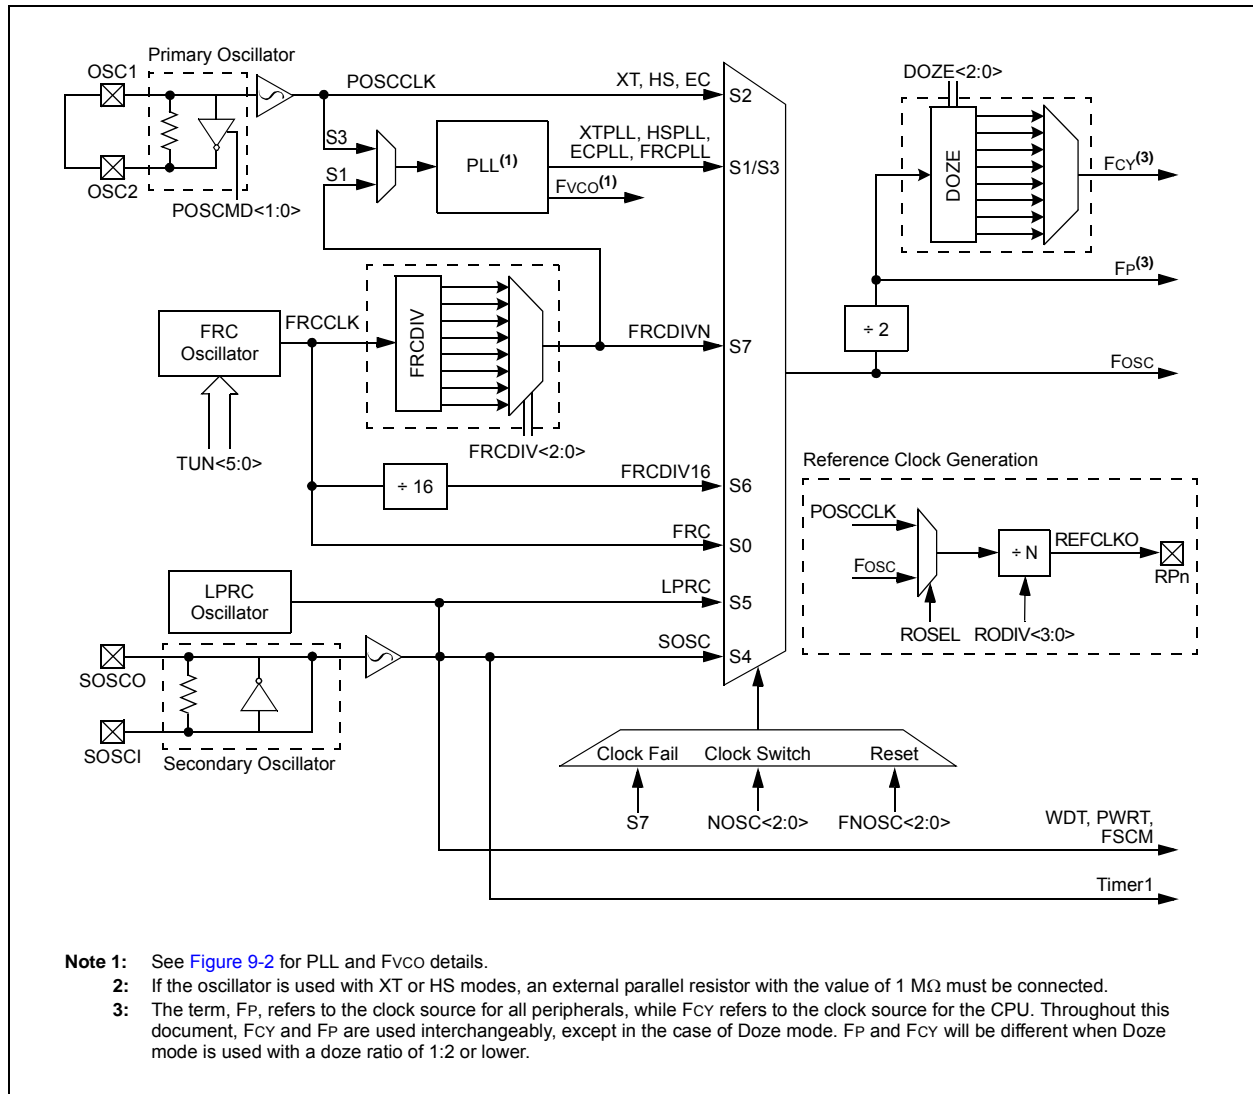 Primary Oscillator
OSC1
OSC2
POSCMD<1:0>
POSCCLK
XT, HS, EC
S2
S3
S1
PLL(1)
XTPLL, HSPLL,
ECPLL, FRCPLL
S1/S3
FVCO(1)
DOZE<2:0>
DOZE
FCY(3)
FP(3)
÷ 2
FOSC
FRC
Oscillator
FRCCLK
TUN<5:0>
FRCDIV
FRCDIV<2:0>
FRCDIVN
S7
÷ 16
FRCDIV16
S6
FRC
S0
LPRC
Oscillator
LPRC
S5
SOSC
S4
SOSCO
SOSCI
Secondary Oscillator
Reference Clock Generation
POSCCLK
FOSC
÷ N
REFCLKO
RPn
ROSEL
RODIV<3:0>
Clock Fail
Clock Switch
Reset
S7
NOSC<2:0>
FNOSC<2:0>
WDT, PWRT,
FSCM
Timer1
Note 1: See Figure 9-2 for PLL and FVCO details.
2: If the oscillator is used with XT or HS modes, an external parallel resistor with the value of 1 MΩ must be connected.
3: The term, FP, refers to the clock source for all peripherals, while FCY refers to the clock source for the CPU. Throughout this
document, FCY and FP are used interchangeably, except in the case of Doze mode. FP and FCY will be different when Doze
mode is used with a doze ratio of 1:2 or lower.